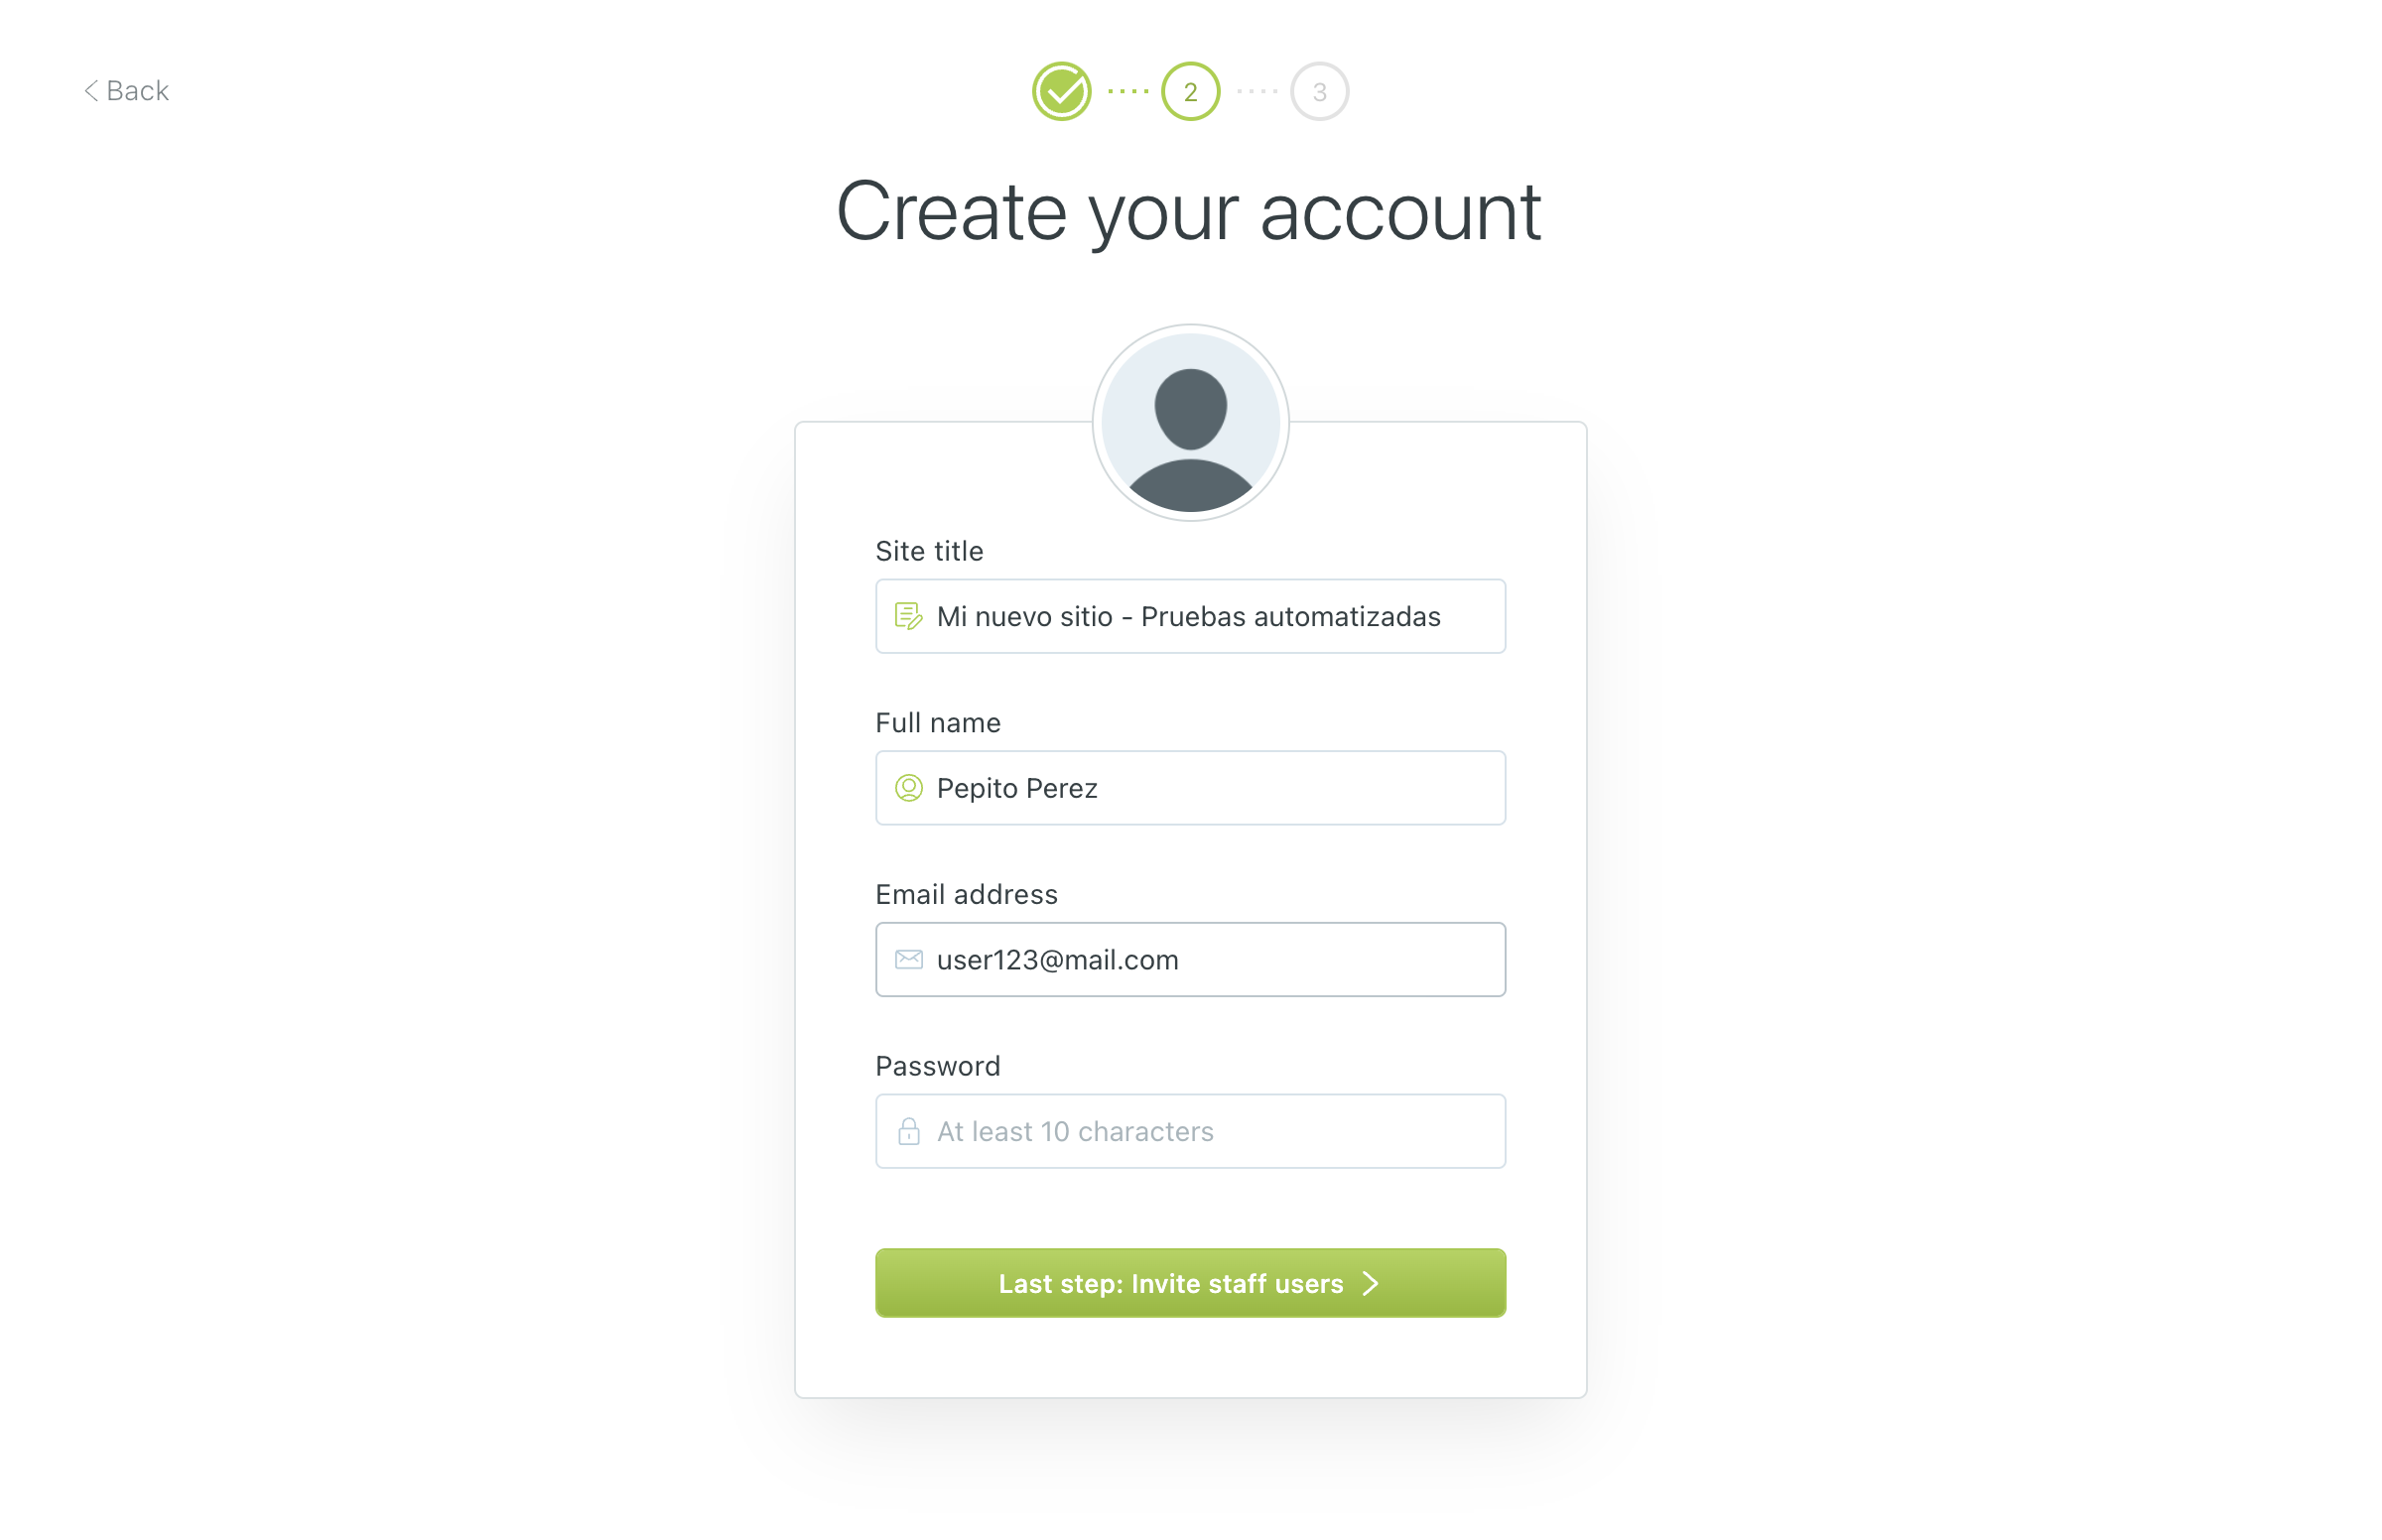 Back
2
3
Create your account
Site title
Mi nuevo sitio - Pruebas automatizadas
Full name
Pepito Perez
Email address
user123@mail.com
Password
At least 10 characters
Last step: Invite staff users